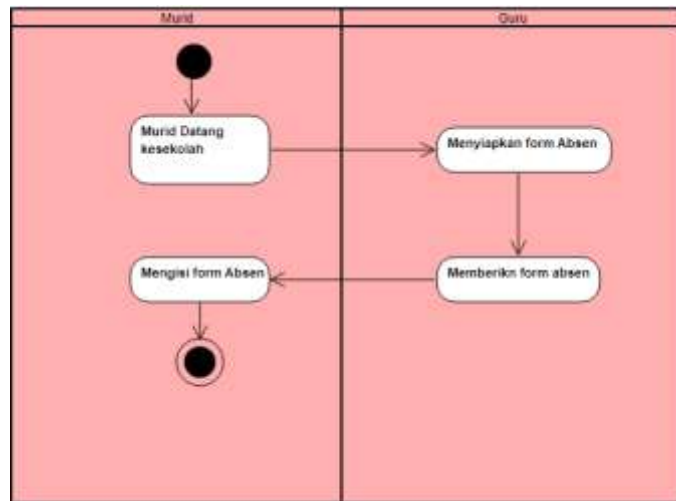 Murid
Guru
Murid Datang
kesekolah
Menyiapkan form Absen
Memberikn form absen
Mengisi form Absen